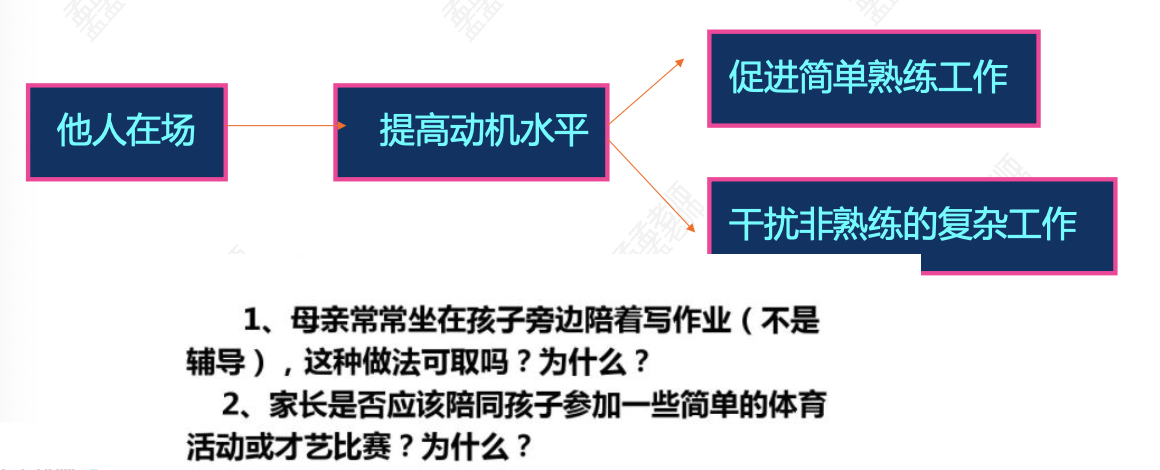 他人在场
提高动机水平
促进简单熟练工作
干扰非熟练的复杂工作
1、母亲常常坐在孩子旁边陪着写作业（不是
辅导），这种做法可取吗？为什么？
2、家长是否应该陪同孩子参加一些简单的体育
活动或才艺比赛？为什么？